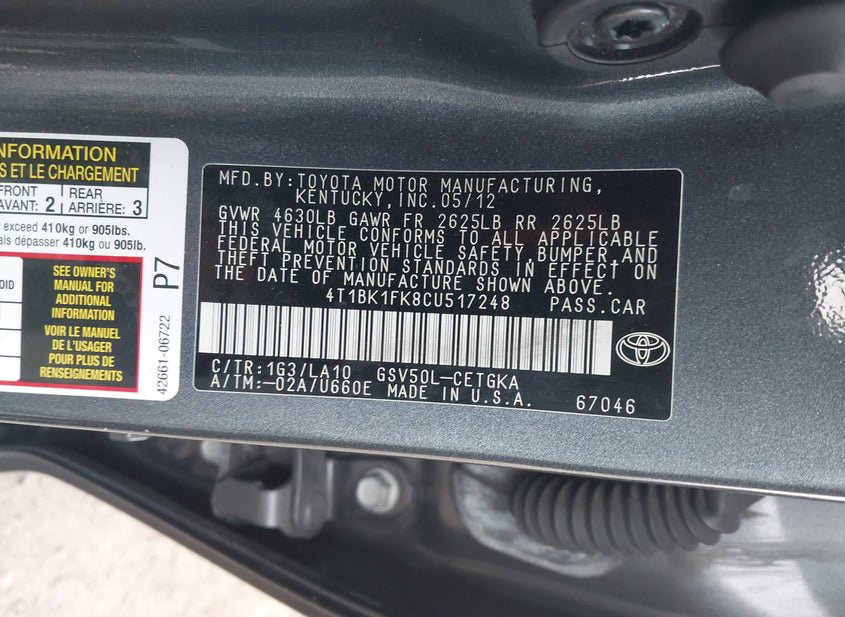 NFORMATION
S ET LE CHARGEMENT
FRONT
AVANT: 2
REAR
ARRIÈRE: 3
exceed 410kg or 905lbs.
ais dépasser 410kg ou 905lb.
OID
SEE OWNER'S
MANUAL FOR
ADDITIONAL
INFORMATION
VOIR LE MANUEL
DE L'USAGER
POUR PLUS DE
RENSEIGNEMENTS
P7
42661-06722
MFD.BY:TOYOTA MOTOR MANUFACTURING,
KENTUCKY, INC.05/12
GVWR 4630LB GAWR FR 2625LB RR 2625LB
THIS VEHICLE CONFORMS TO ALL APPLICABLE
FEDERAL MOTOR VEHICLE SAFETY,BUMPER,AND
THEFT PREVENTION STANDARDS IN EFFECT ON
THE DATE OF MANUFACTURE SHOWN ABOVE.
4T1BK1FK8CU517248 PASS.CAR
C/TR:1G3/LA10 GSV50L-CETGKA
A/TM:-02A/U660E MADE IN U.S.A. 67046